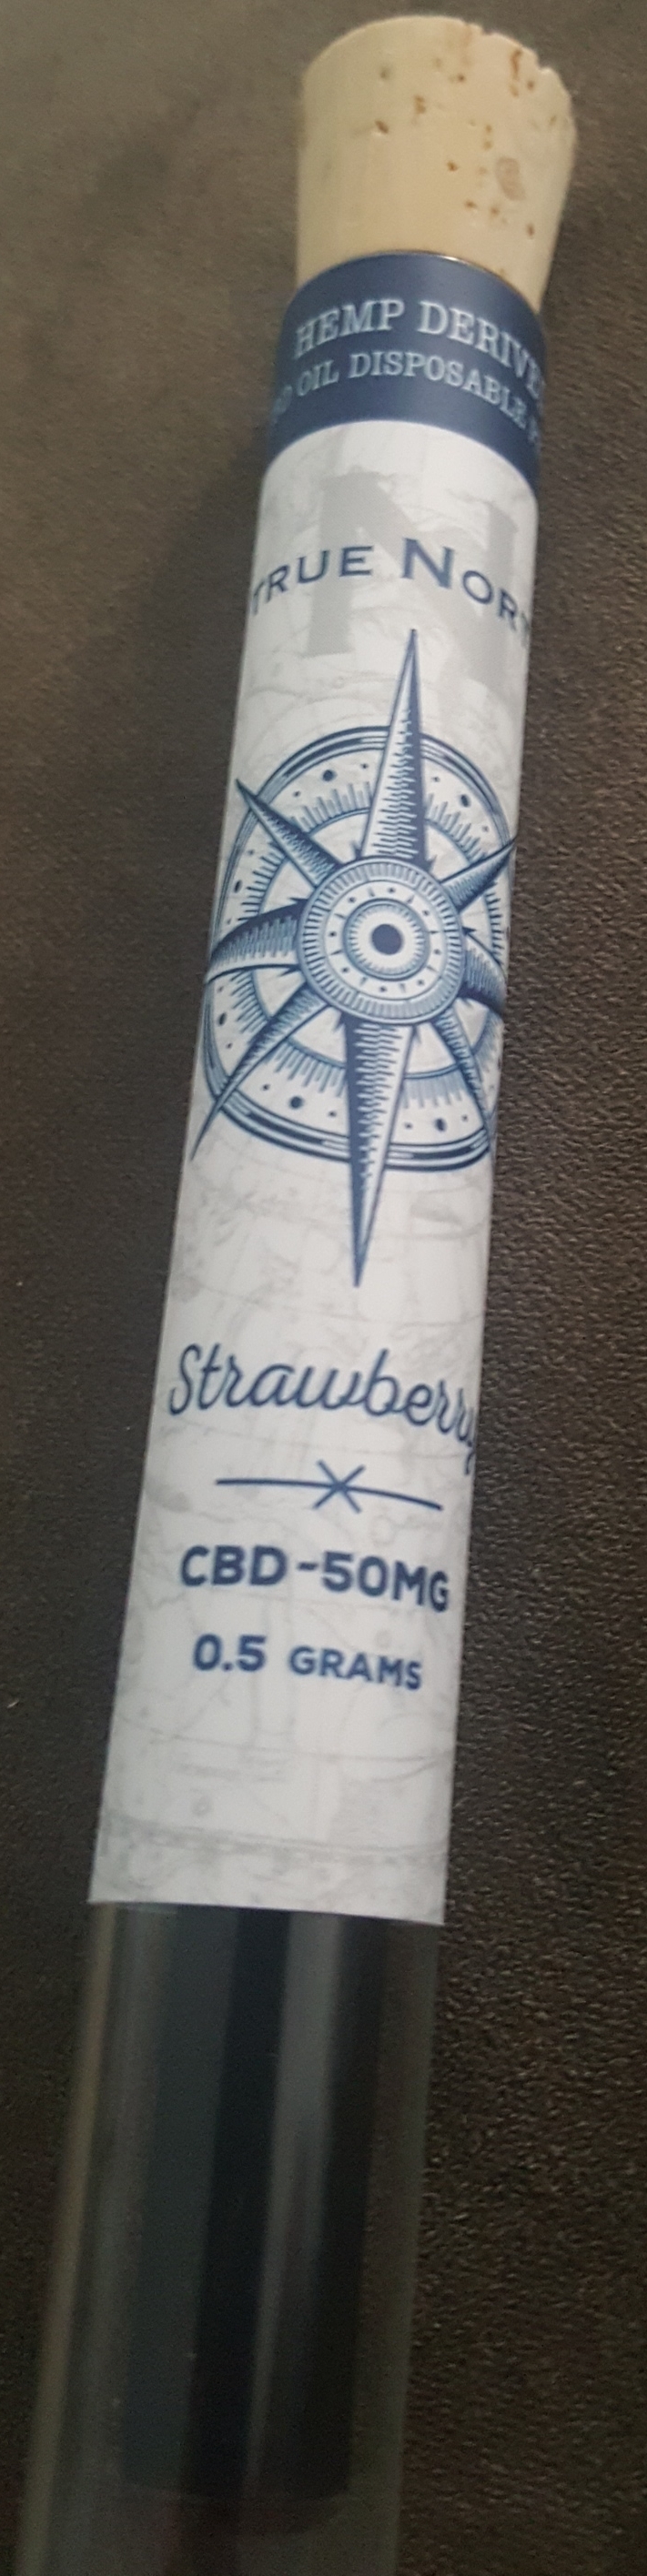 HEMP DERIVE
D OIL DISPOSABLE
N
TRUE NOR
Strawberry
CBD-50MG
0.5 GRAMS